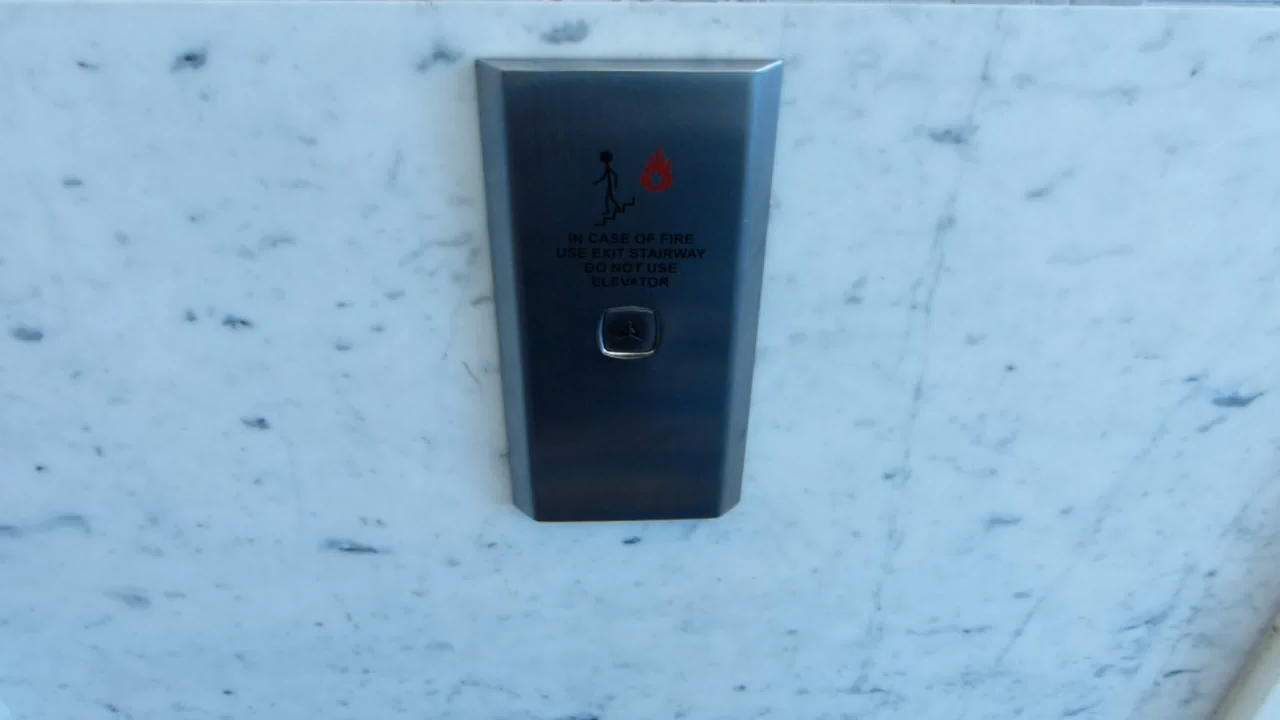 IN CASE OF FIRE
USE EXIT STAIRWAY
DO NOT USE
ELEVATOR